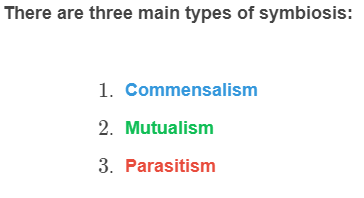 There are three main types of symbiosis:
1. Commensalism
2. Mutualism
3. Parasitism